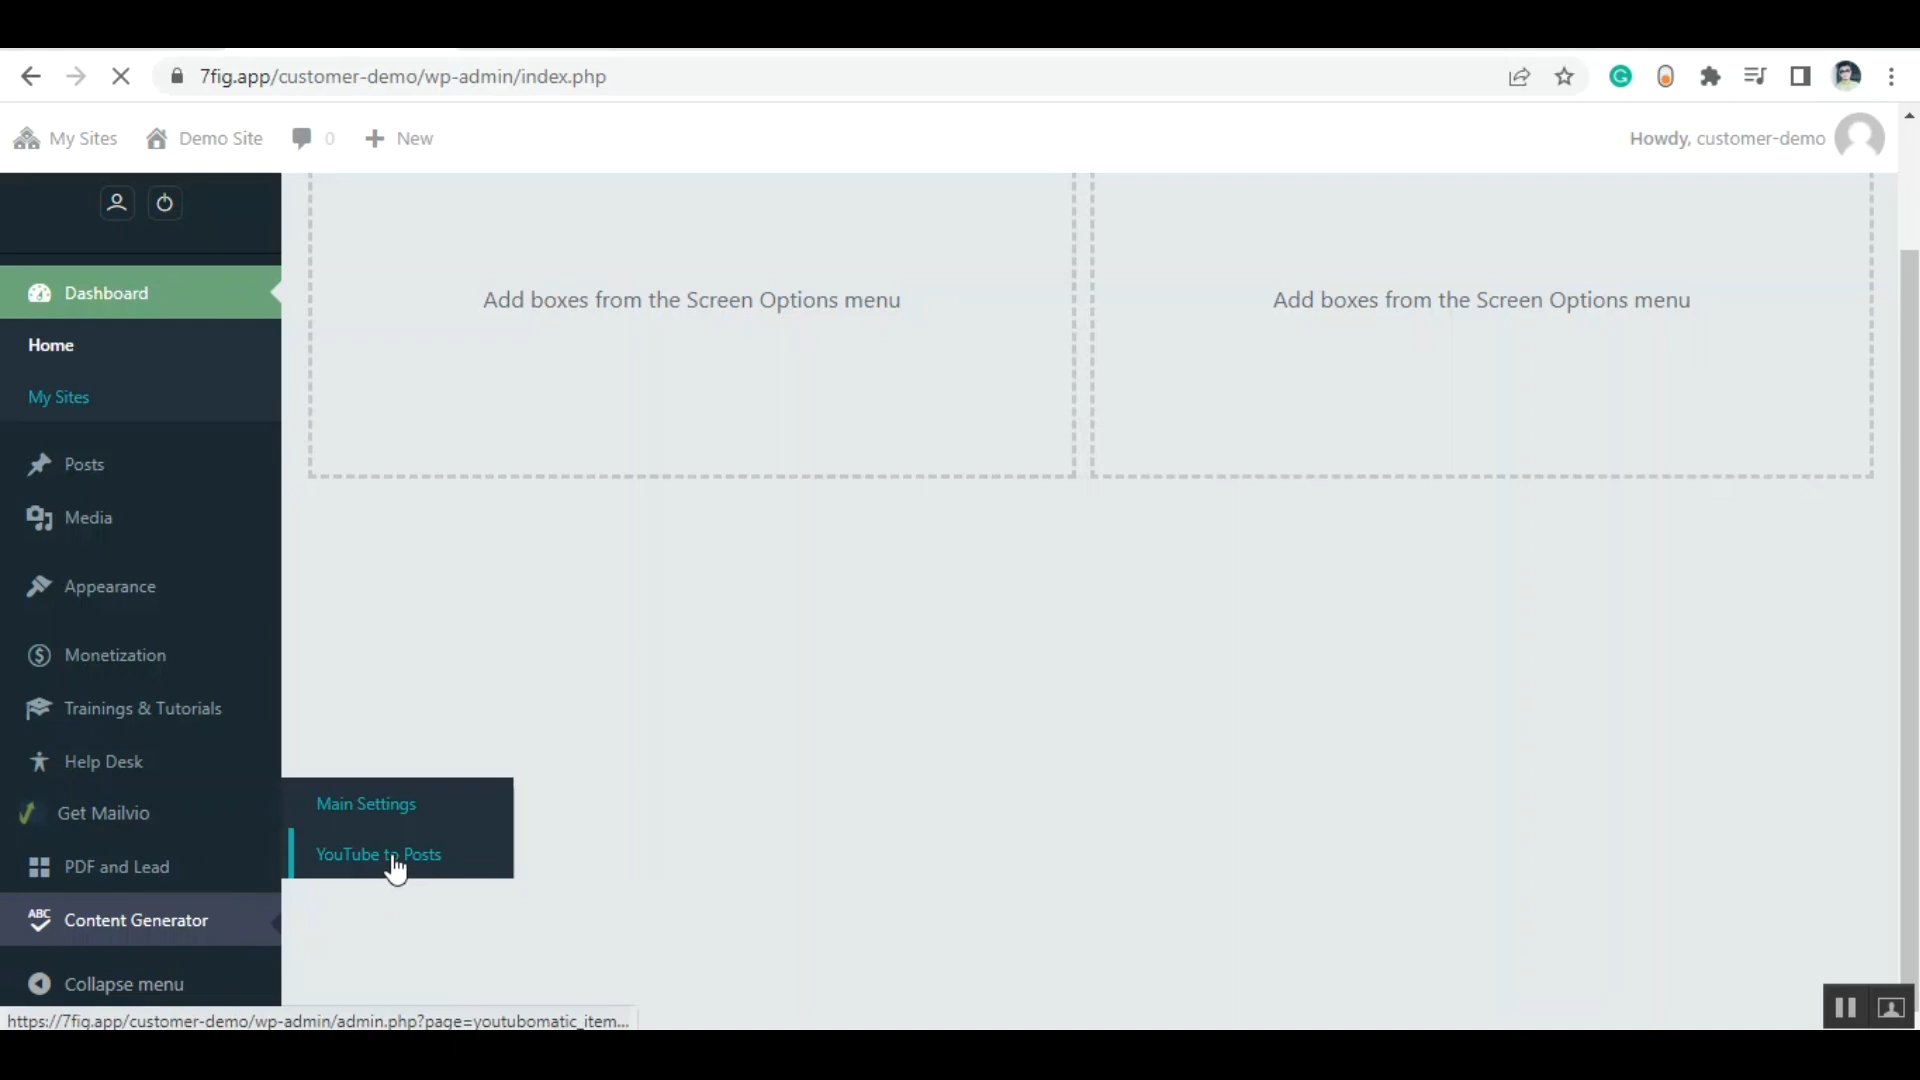 7fig.app/customer-demo/wp-admin/index.php
My Sites
Demo Site
0
New
Howdy, customer-demo
Dashboard
Home
My Sites
Posts
Media
Appearance
Monetization
Trainings & Tutorials
Help Desk
Get Mailvio
PDF and Lead
ABC
Content Generator
Collapse menu
Add boxes from the Screen Options menu
Add boxes from the Screen Options menu
Main Settings
YouTube to Posts
https://7fig.app/customer-demo/wp-admin/admin.php?page=youtubomatic_item...